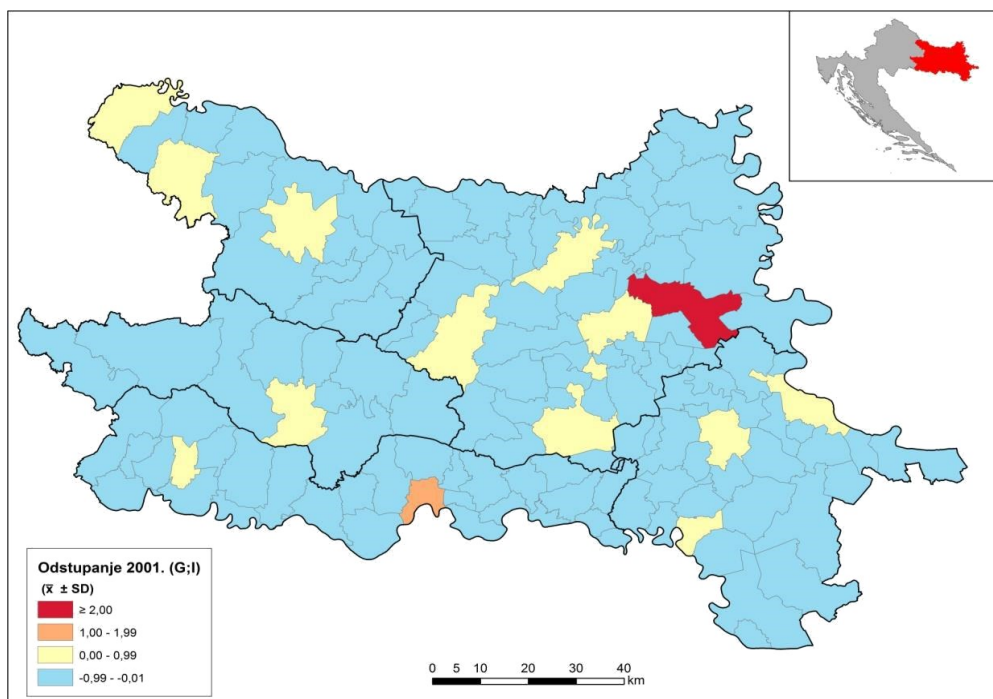 Odstupanje 2001. (G;I)
(x̄ ± SD)
≥ 2,00
1,00 - 1,99
0,00 - 0,99
-0,99 - -0,01
0 5 10 20 30 40
km